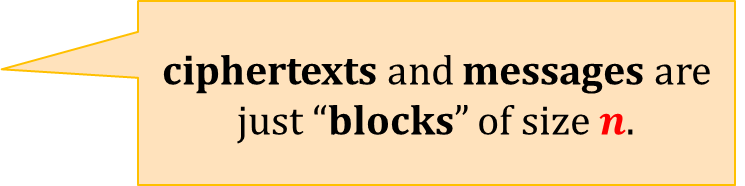 ciphertexts and messages are
just “blocks” of size n.